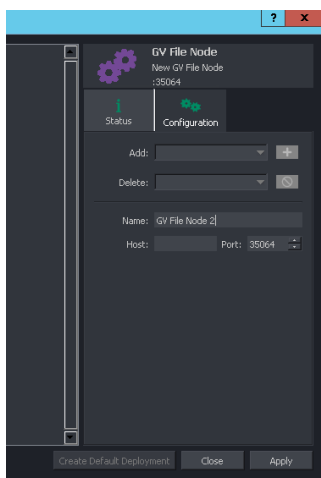 ? x
GV File Node
New GV File Node
:35064
i
Status Configuration
Add:
Delete:
Name: GV File Node 2
Host: Port: 35064
Create Default Deployment Close Apply